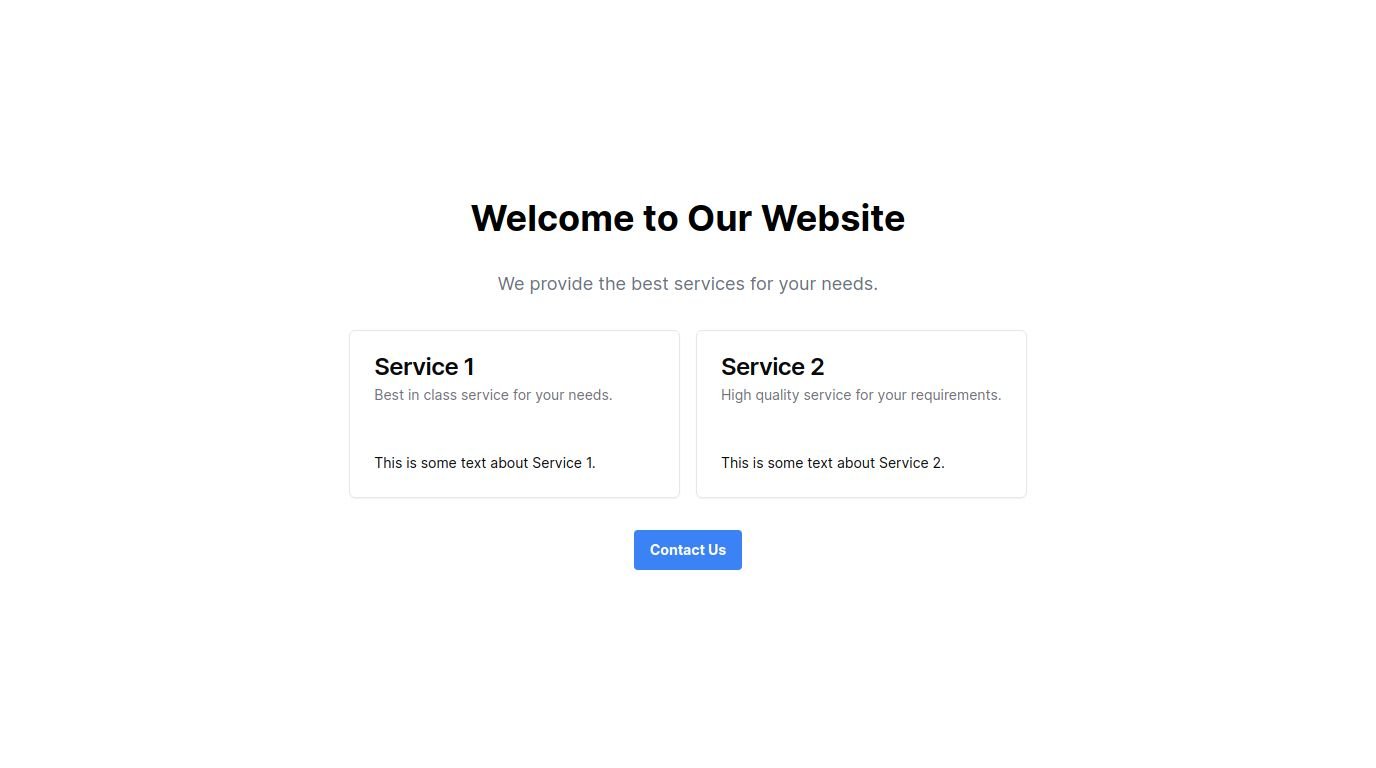 Welcome to Our Website
We provide the best services for your needs.
Service 1
Best in class service for your needs.
This is some text about Service 1.
Service 2
High quality service for your requirements.
This is some text about Service 2.
Contact Us